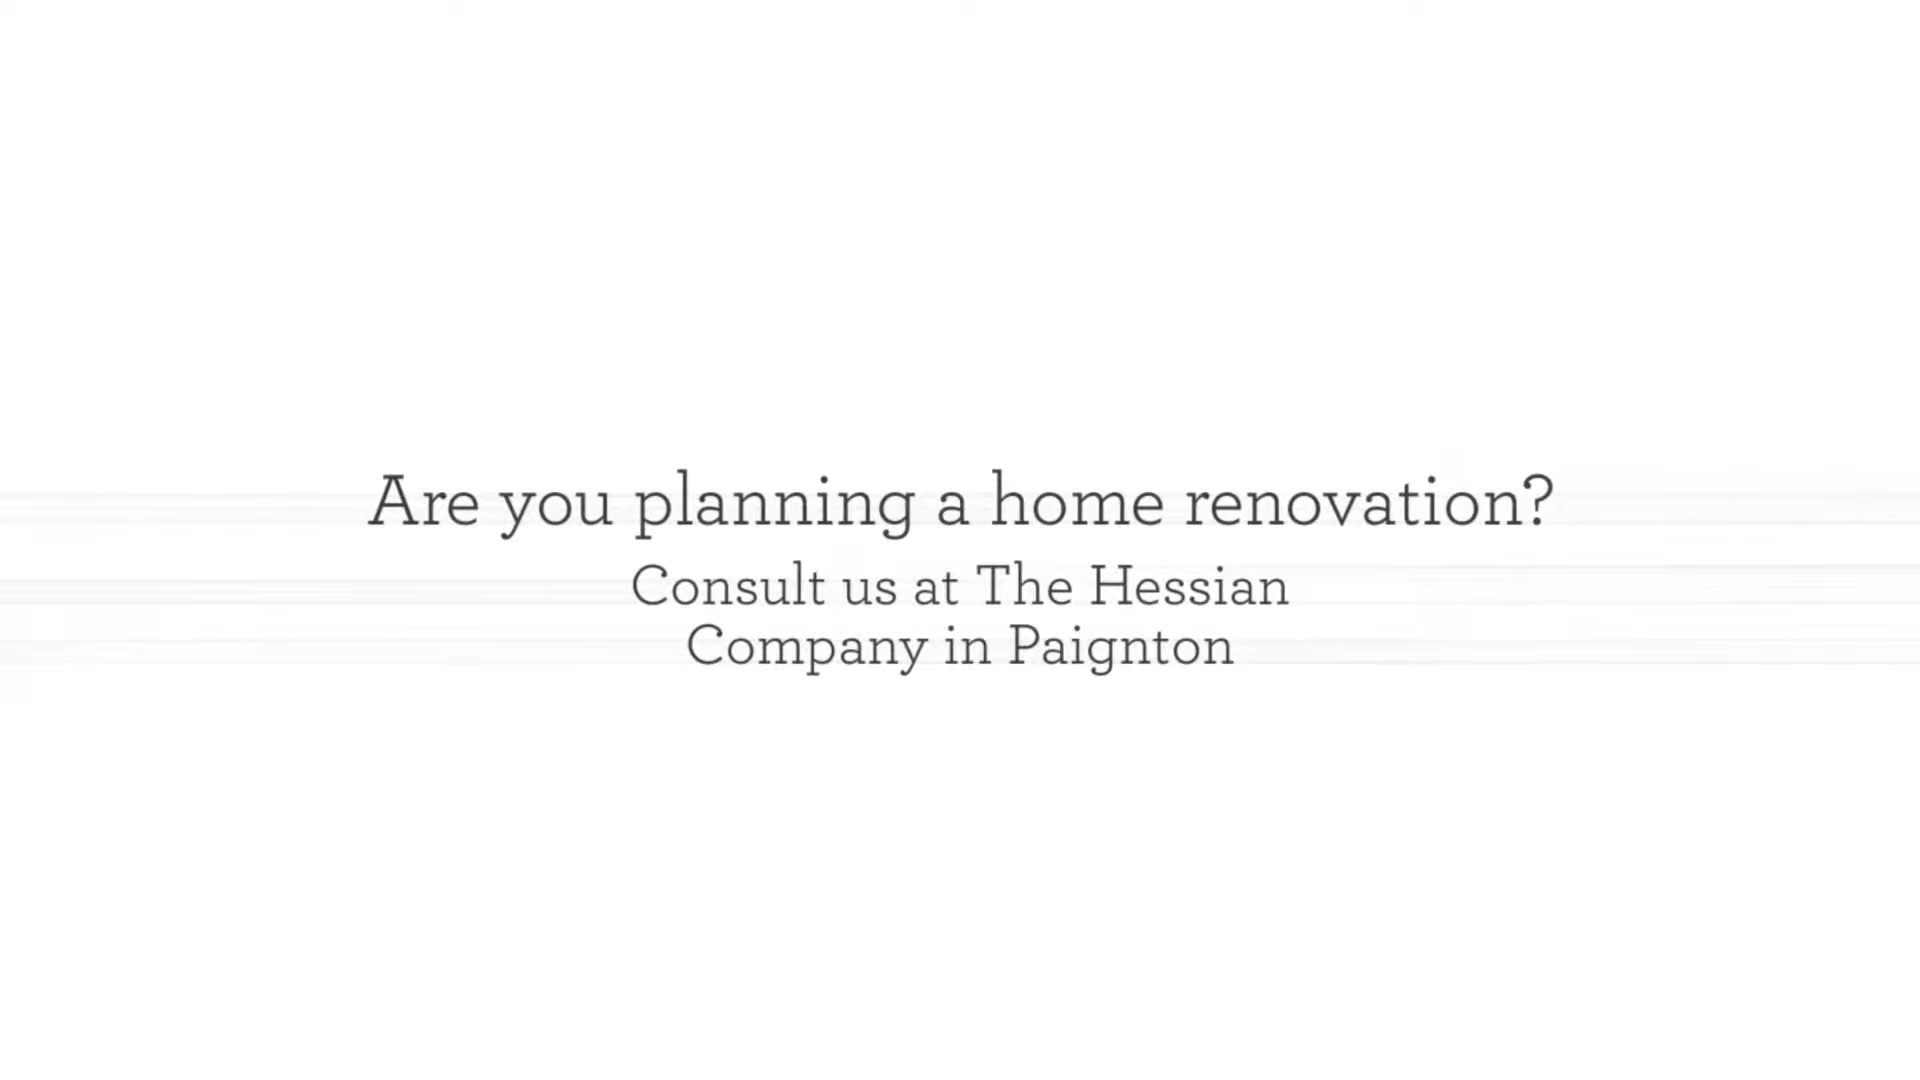 Are you planning a home renovation?
Consult us at The Hessian
Company in Paignton